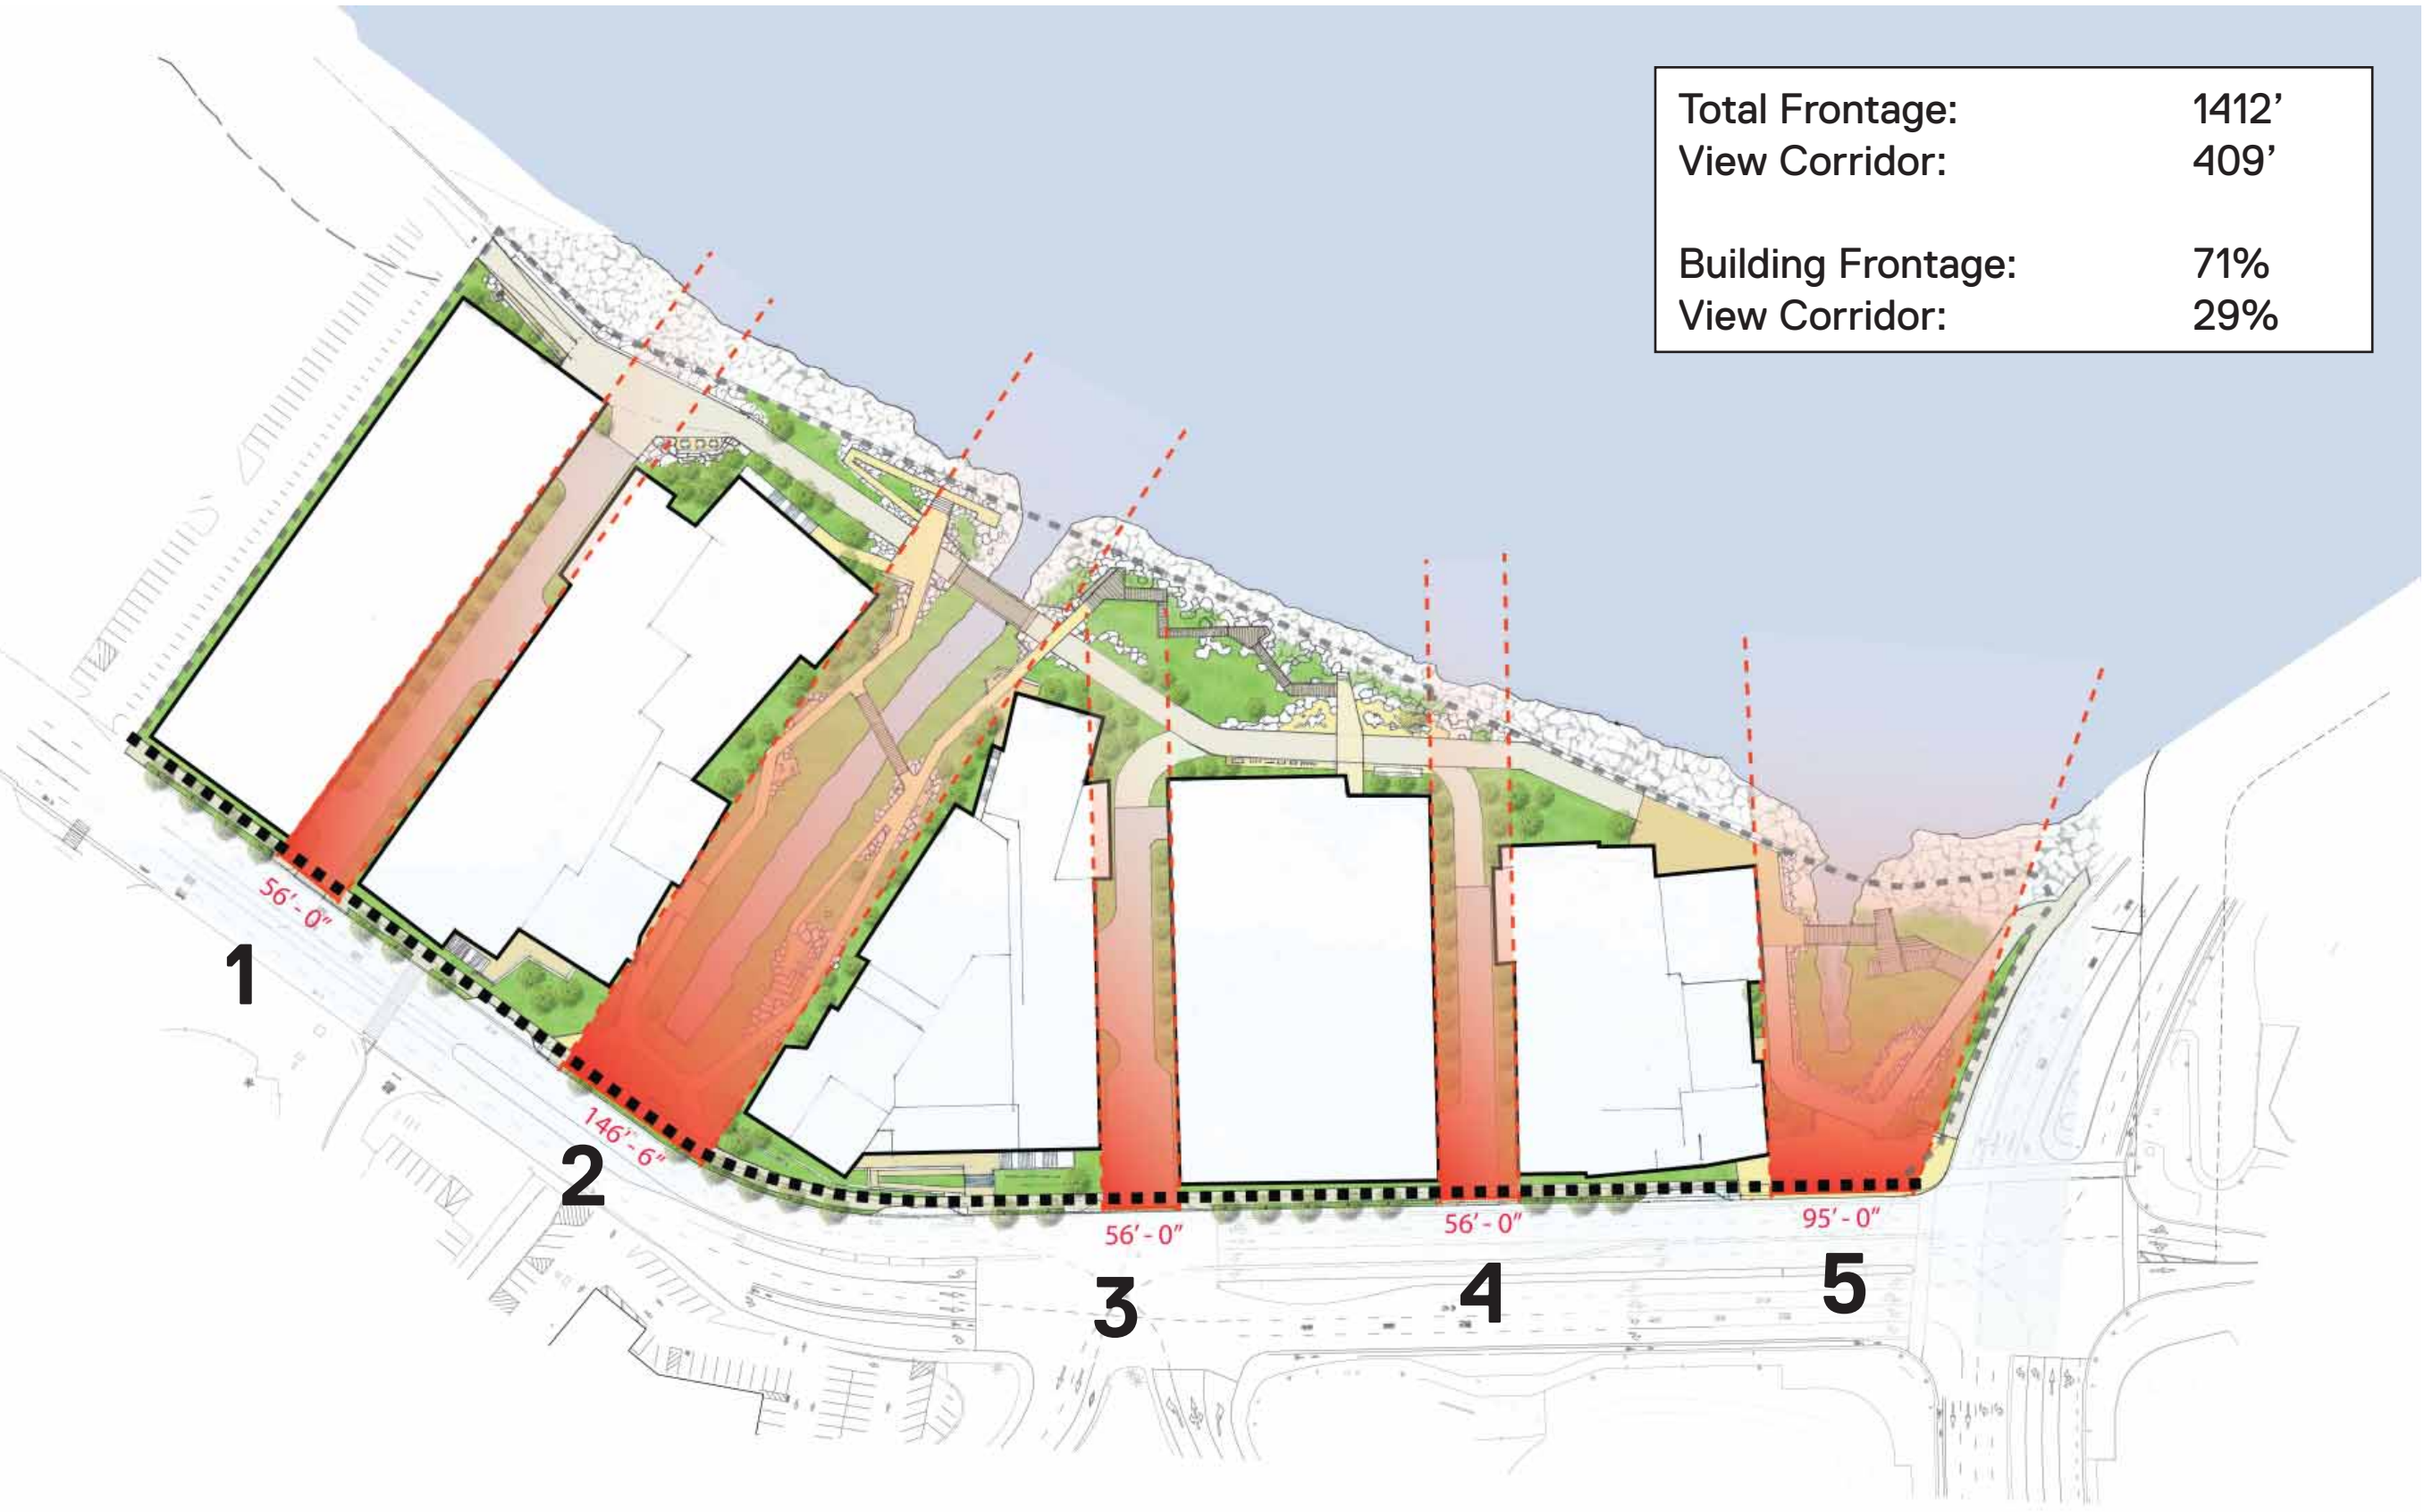 Total Frontage: 1412’
View Corridor: 409’
Building Frontage: 71%
View Corridor: 29%
56’-0”
1
146’-6”
2
56’-0”
3
56’-0”
4
95’-0”
5